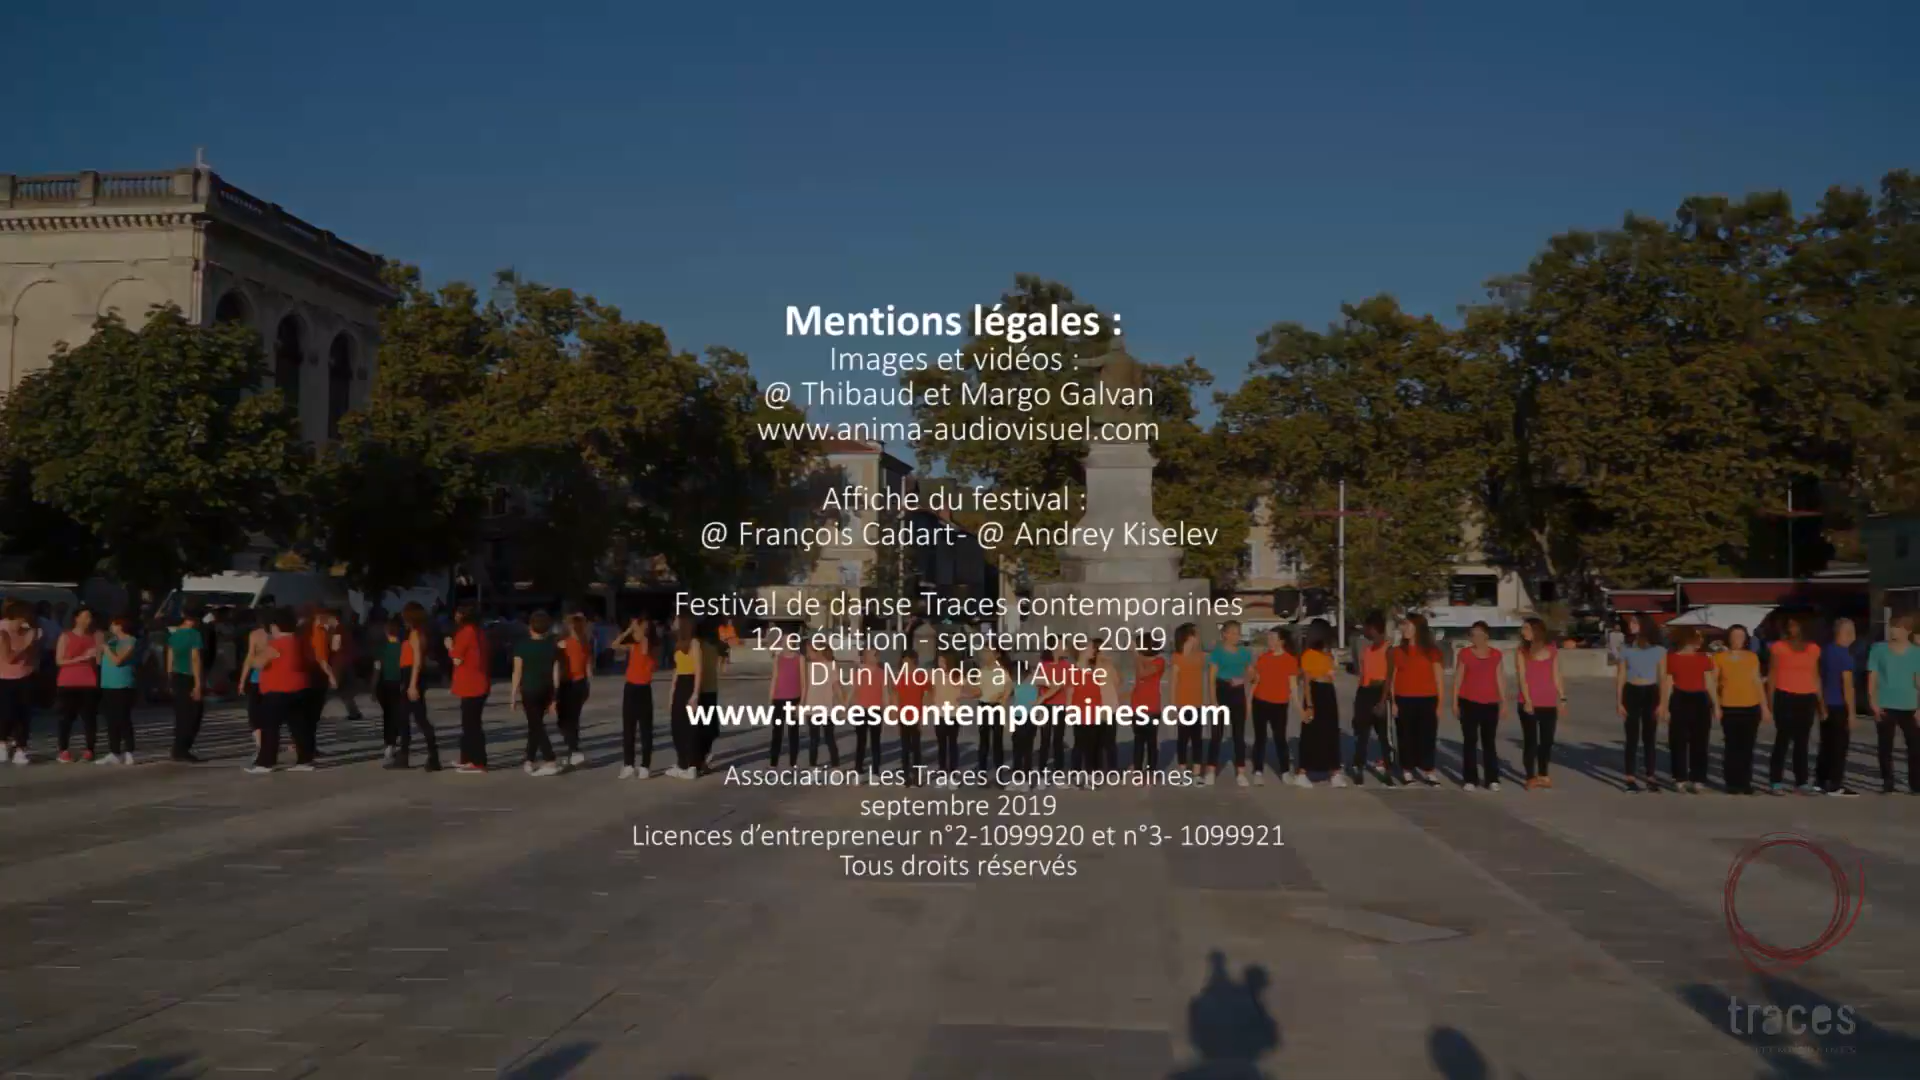 Mentions légales :
Images et vidéos :
@ Thibaud et Margo Galvan
www.anima-audiovisuel.com
Affiche du festival :
@ François Cadart- @ Andrey Kiselev
Festival de danse Traces contemporaines
12e édition - septembre 2019
D'un Monde à l'Autre
www.tracescontemporaines.com
Association Les Traces Contemporaines
septembre 2019
Licences d’entrepreneur n°2-1099920 et n°3- 1099921
Tous droits réservés
traces